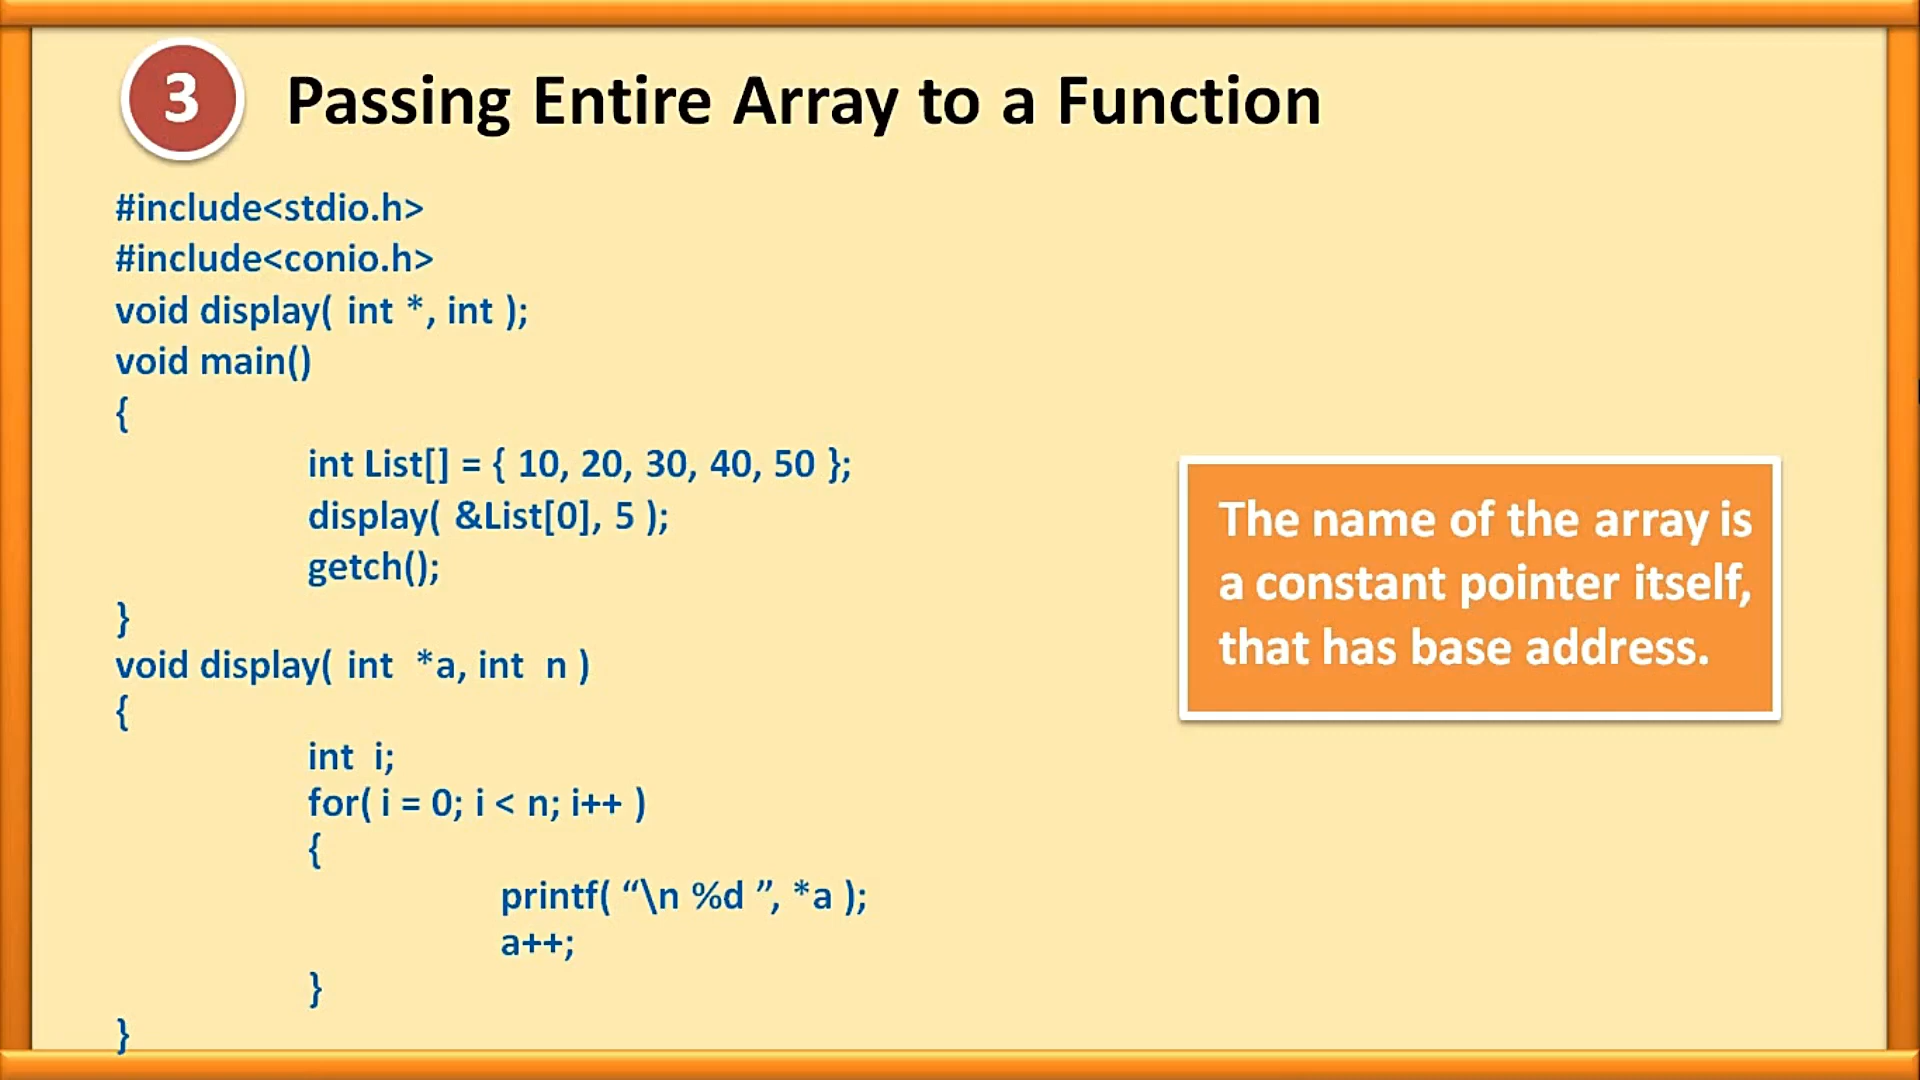 3 Passing Entire Array to a Function
#include<stdio.h>
#include<conio.h>
void display( int *, int );
void main()
{
int List[] = { 10, 20, 30, 40, 50 };
display( &List[0], 5 );
getch();
}
void display( int  *a, int  n )
{
int  i;
for( i = 0; i < n; i++ )
{
printf( “\n %d ”, *a );
a++;
}
}
The name of the array is
a constant pointer itself,
that has base address.